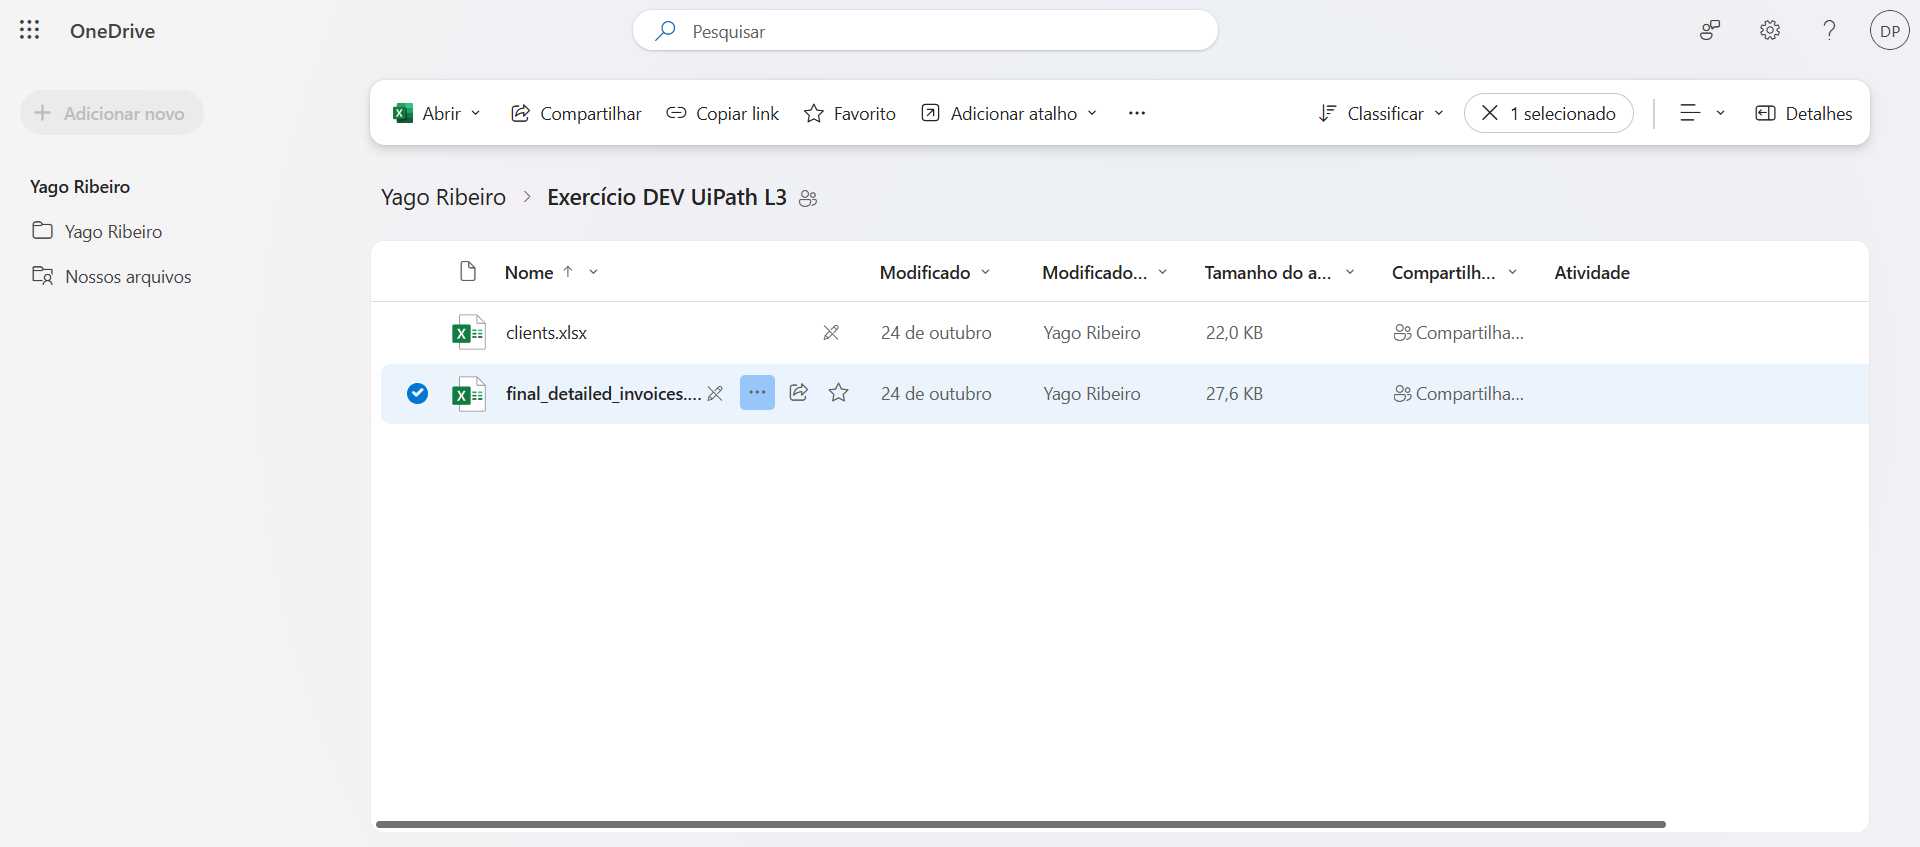 OneDrive
Pesquisar
DP
Adicionar novo
Abrir
Compartilhar
Copiar link
Favorito
Adicionar atalho
Classificar
1 selecionado
Detalhes
Yago Ribeiro
Yago Ribeiro
Nossos arquivos
Yago Ribeiro > Exercício DEV UiPath L3
Nome Modificado Modificado... Tamanho do a... Compartilh... Atividade
clients.xlsx 24 de outubro Yago Ribeiro 22,0 KB Compartilha...
final_detailed_invoices.... 24 de outubro Yago Ribeiro 27,6 KB Compartilha...